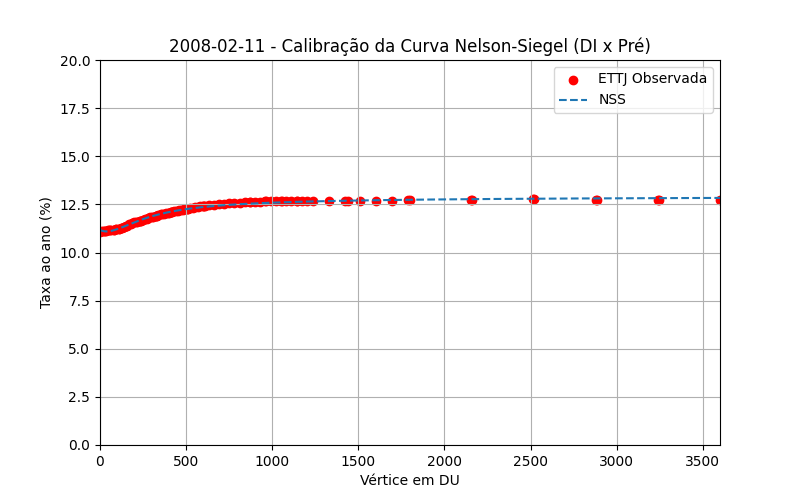 2008-02-11 - Calibração da Curva Nelson-Siegel (DI x Pré)
ETTJ Observada
NSS
Taxa ao ano (%)
20.0
17.5
15.0
12.5
10.0
7.5
5.0
2.5
0.0
0 500 1000 1500 2000 2500 3000 3500
Vértice em DU